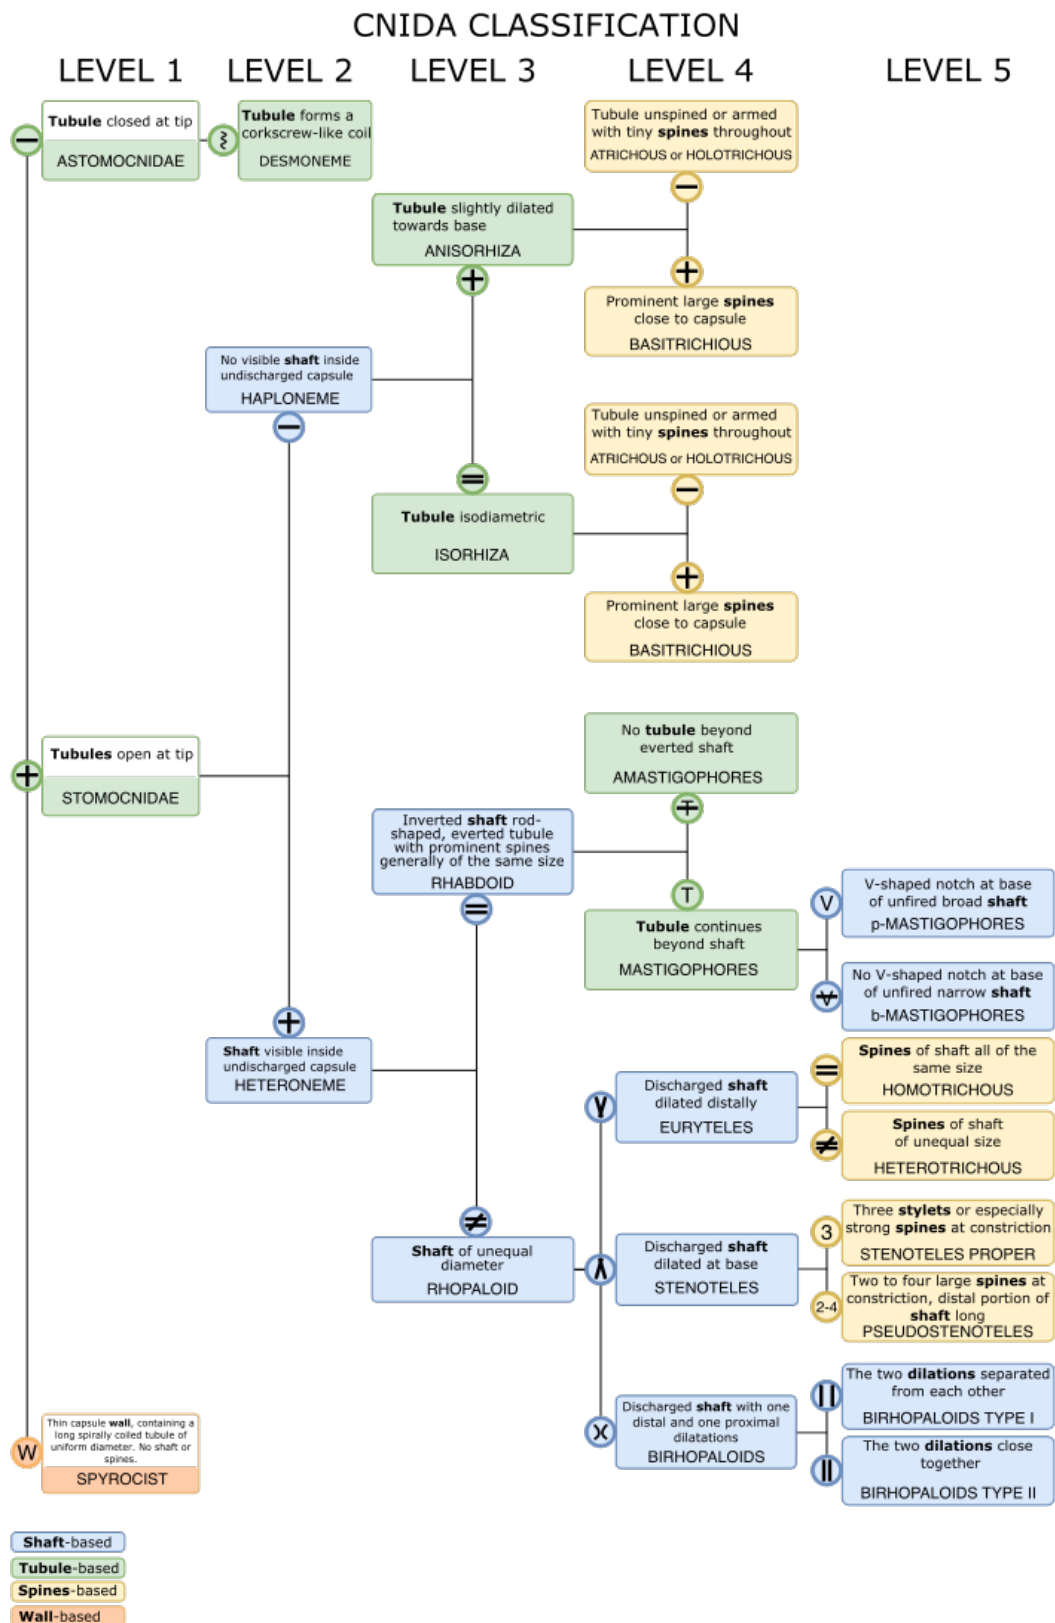 CNIDA CLASSIFICATION
LEVEL 1
LEVEL 2
LEVEL 3
LEVEL 4
LEVEL 5
Tubule closed at tip
ASTOMOCNIDAE
Tubule forms a
corkscrew-like coil
DESMONEME
Tubule unspined or armed
with tiny spines throughout
ATRICHOUS or HOLOTRICHOUS
−
Tubule slightly dilated
towards base
ANISORHIZA
+
+
Prominent large spines
close to capsule
BASITRICHIOUS
No visible shaft inside
undischarged capsule
HAPLONEME
−
Tubule unspined or armed
with tiny spines throughout
ATRICHOUS or HOLOTRICHOUS
−
=
Tubule isodiametric
ISORHIZA
+
Prominent large spines
close to capsule
BASITRICHIOUS
−
+
Tubules open at tip
STOMOCNIDAE
No tubule beyond
everted shaft
AMASTIGOPHORES
T
Inverted shaft rod-
shaped, everted tubule
with prominent spines
generally of the same size
RHABDOID
=
T
Tubule continues
beyond shaft
MASTIGOPHORES
V
V-shaped notch at base
of unfired broad shaft
p-MASTIGOPHORES
V
No V-shaped notch at base
of unfired narrow shaft
b-MASTIGOPHORES
+
Shaft visible inside
undischarged capsule
HETERONEME
≠
Shaft of unequal
diameter
RHOPALOID
Discharged shaft
dilated distally
EURYTELES
=
Spines of shaft all of the
same size
HOMOTRICHOUS
≠
Spines of shaft
of unequal size
HETEROTRICHOUS
Discharged shaft
dilated at base
STENOTELES
3
Three stylets or especially
strong spines at constriction
STENOTELES PROPER
2-4
Two to four large spines at
constriction, distal portion of
shaft long
PSEUDOSTENOTELES
Discharged shaft with one
distal and one proximal
dilatations
BIRHOPALOIDS
The two dilations separated
from each other
BIRHOPALOIDS TYPE I
The two dilations close
together
BIRHOPALOIDS TYPE II
W
Thin capsule wall, containing a
long spirally coiled tubule of
uniform diameter. No shaft or
spines.
SPYROCIST
Shaft-based
Tubule-based
Spines-based
Wall-based